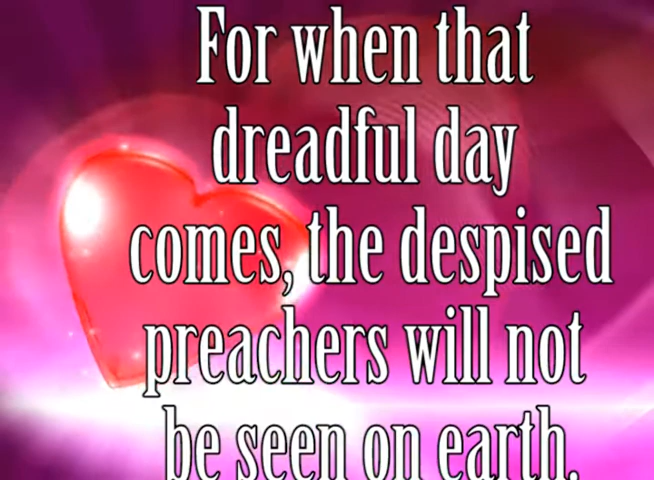 For when that
dreadful day
comes, the despised
preachers will not
be seen on earth.